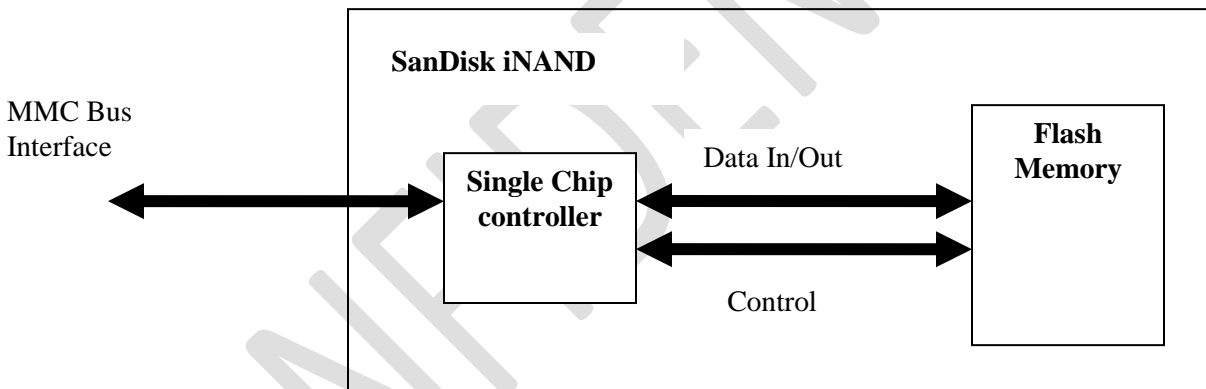 SanDisk iNAND
MMC Bus
Interface
Single Chip
controller
Data In/Out
Control
Flash
Memory